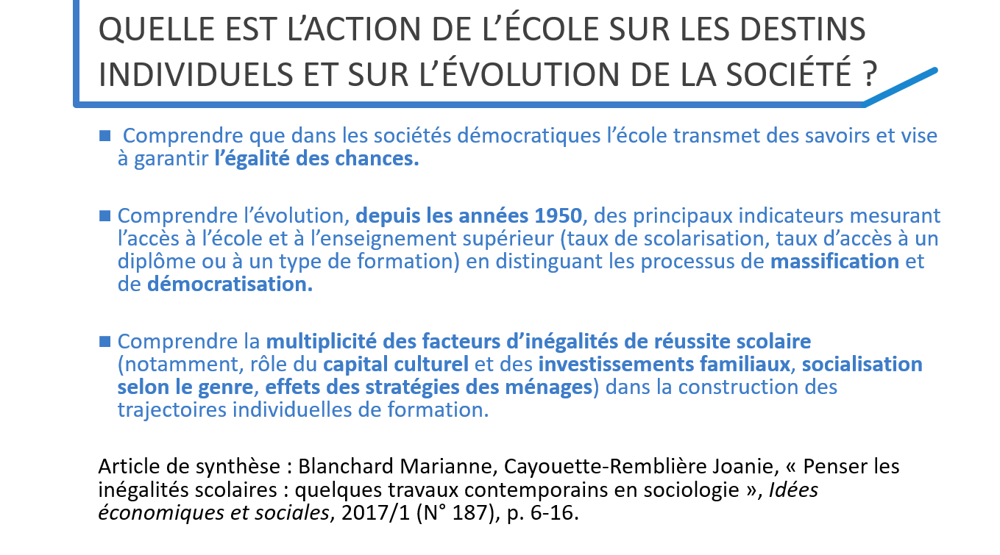 QUELLE EST L’ACTION DE L’ÉCOLE SUR LES DESTINS
INDIVIDUELS ET SUR L’ÉVOLUTION DE LA SOCIÉTÉ ?
■ Comprendre que dans les sociétés démocratiques l’école transmet des savoirs et vise
à garantir l’égalité des chances.
■ Comprendre l’évolution, depuis les années 1950, des principaux indicateurs mesurant
l’accès à l’école et à l’enseignement supérieur (taux de scolarisation, taux d’accès à un
diplôme ou à un type de formation) en distinguant les processus de massification et
de démocratisation.
■ Comprendre la multiplicité des facteurs d’inégalités de réussite scolaire
(notamment, rôle du capital culturel et des investissements familiaux, socialisation
selon le genre, effets des stratégies des ménages) dans la construction des
trajectoires individuelles de formation.
Article de synthèse : Blanchard Marianne, Cayouette-Remblière Joanie, « Penser les
inégalités scolaires : quelques travaux contemporains en sociologie », Idées
économiques et sociales, 2017/1 (N° 187), p. 6-16.